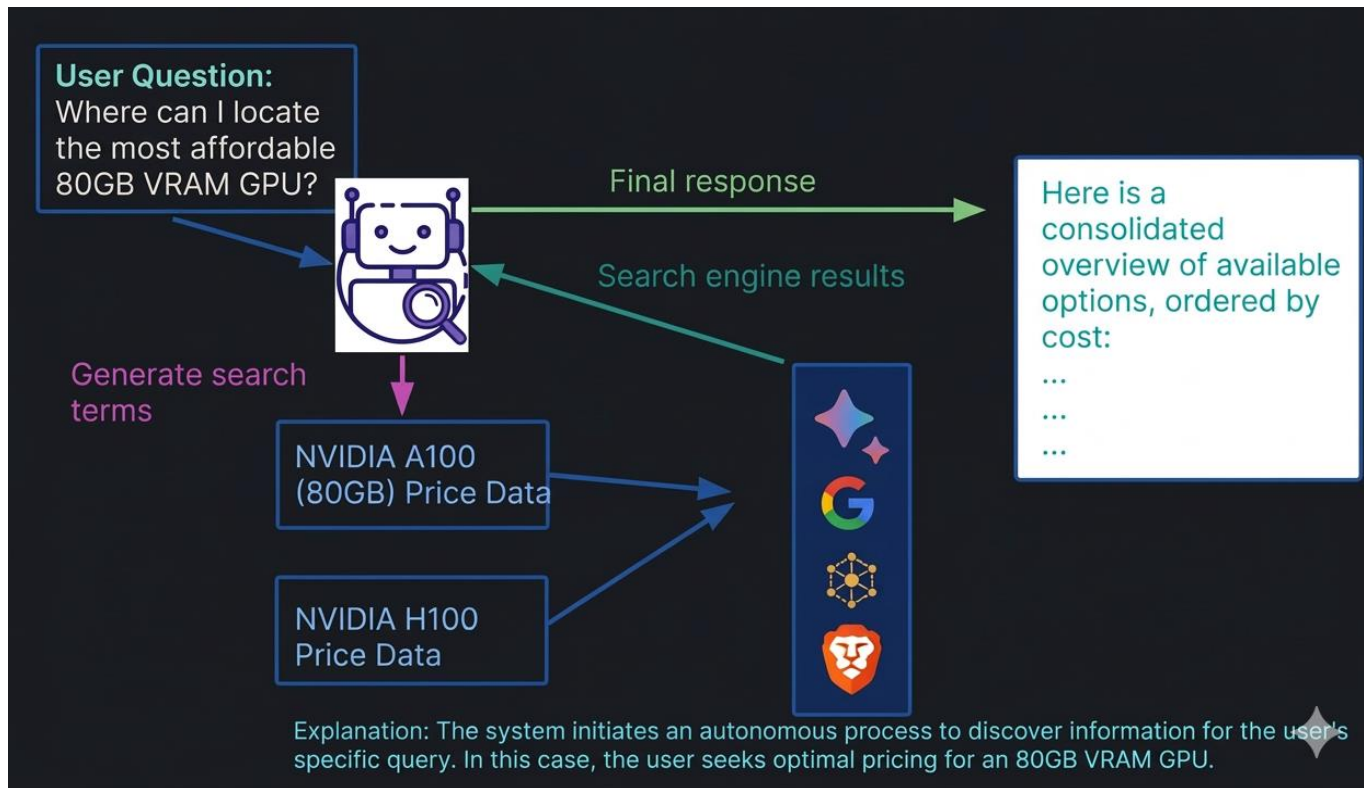 User Question:
Where can I locate
the most affordable
80GB VRAM GPU?
Final response
Here is a
consolidated
overview of available
options, ordered by
cost:
...
...
...
Search engine results
Generate search
terms
NVIDIA A100
(80GB) Price Data
NVIDIA H100
Price Data
Explanation: The system initiates an autonomous process to discover information for the user's
specific query. In this case, the user seeks optimal pricing for an 80GB VRAM GPU.